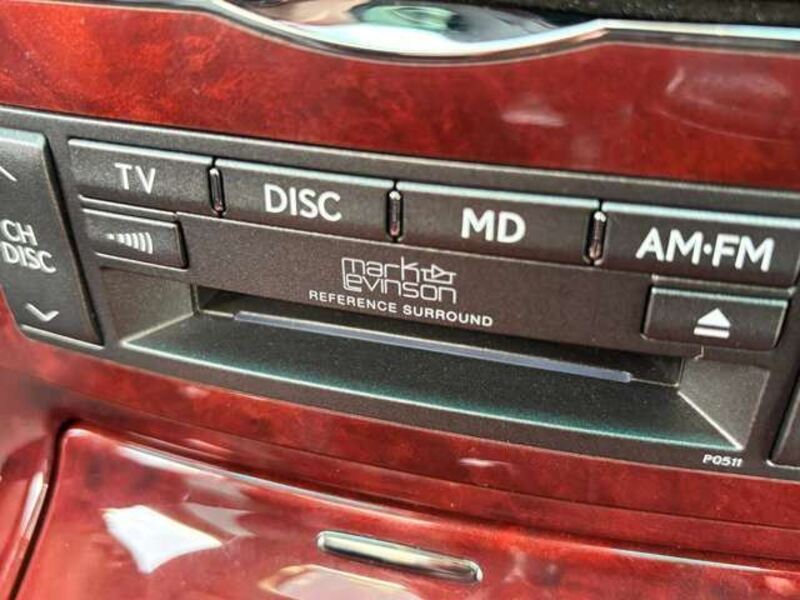 TV
DISC
MD
AM·FM
CH
DISC
mark
Levinson
REFERENCE SURROUND
P0511